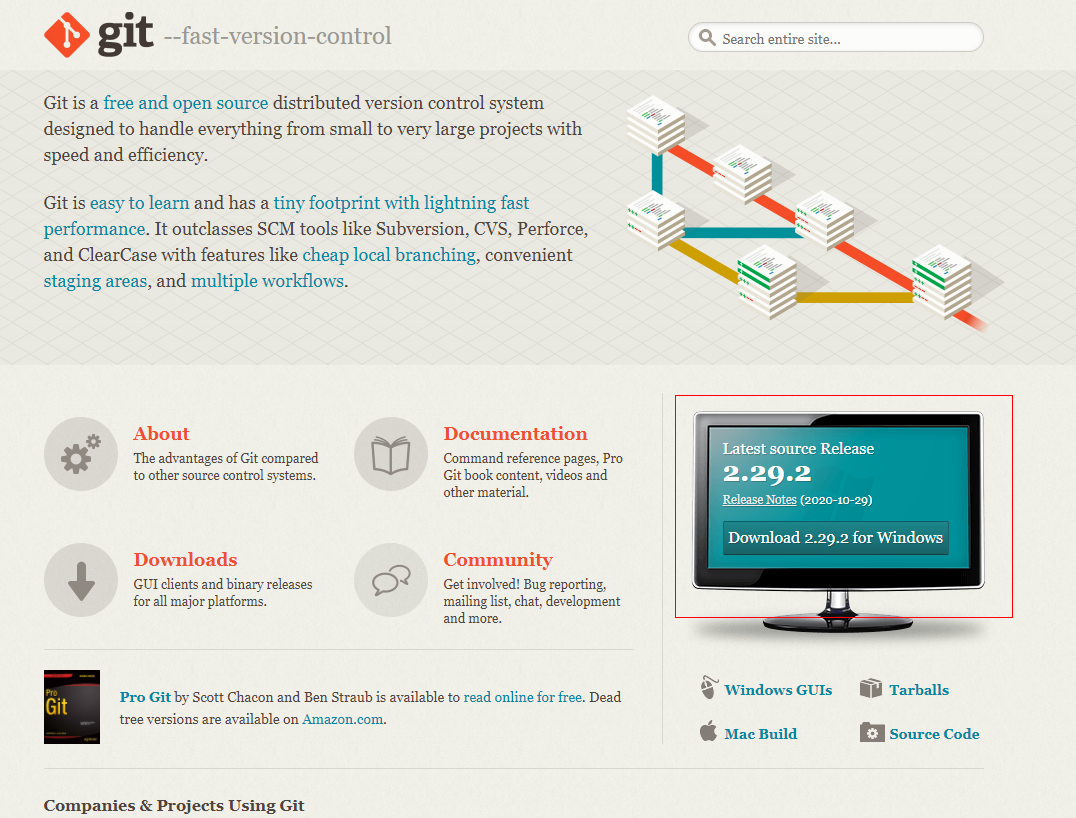 git --fast-version-control
Search entire site...
Git is a free and open source distributed version control system
designed to handle everything from small to very large projects with
speed and efficiency.
Git is easy to learn and has a tiny footprint with lightning fast
performance. It outclasses SCM tools like Subversion, CVS, Perforce,
and ClearCase with features like cheap local branching, convenient
staging areas, and multiple workflows.
About
The advantages of Git compared
to other source control systems.
Documentation
Command reference pages, Pro
Git book content, videos and
other material.
Downloads
GUI clients and binary releases
for all major platforms.
Community
Get involved! Bug reporting,
mailing list, chat, development
and more.
Latest source Release
2.29.2
Release Notes (2020-10-29)
Download 2.29.2 for Windows
Windows GUIs
Tarballs
Mac Build
Source Code
Pro
Git
Pro Git by Scott Chacon and Ben Straub is available to read online for free. Dead
tree versions are available on Amazon.com.
Companies & Projects Using Git